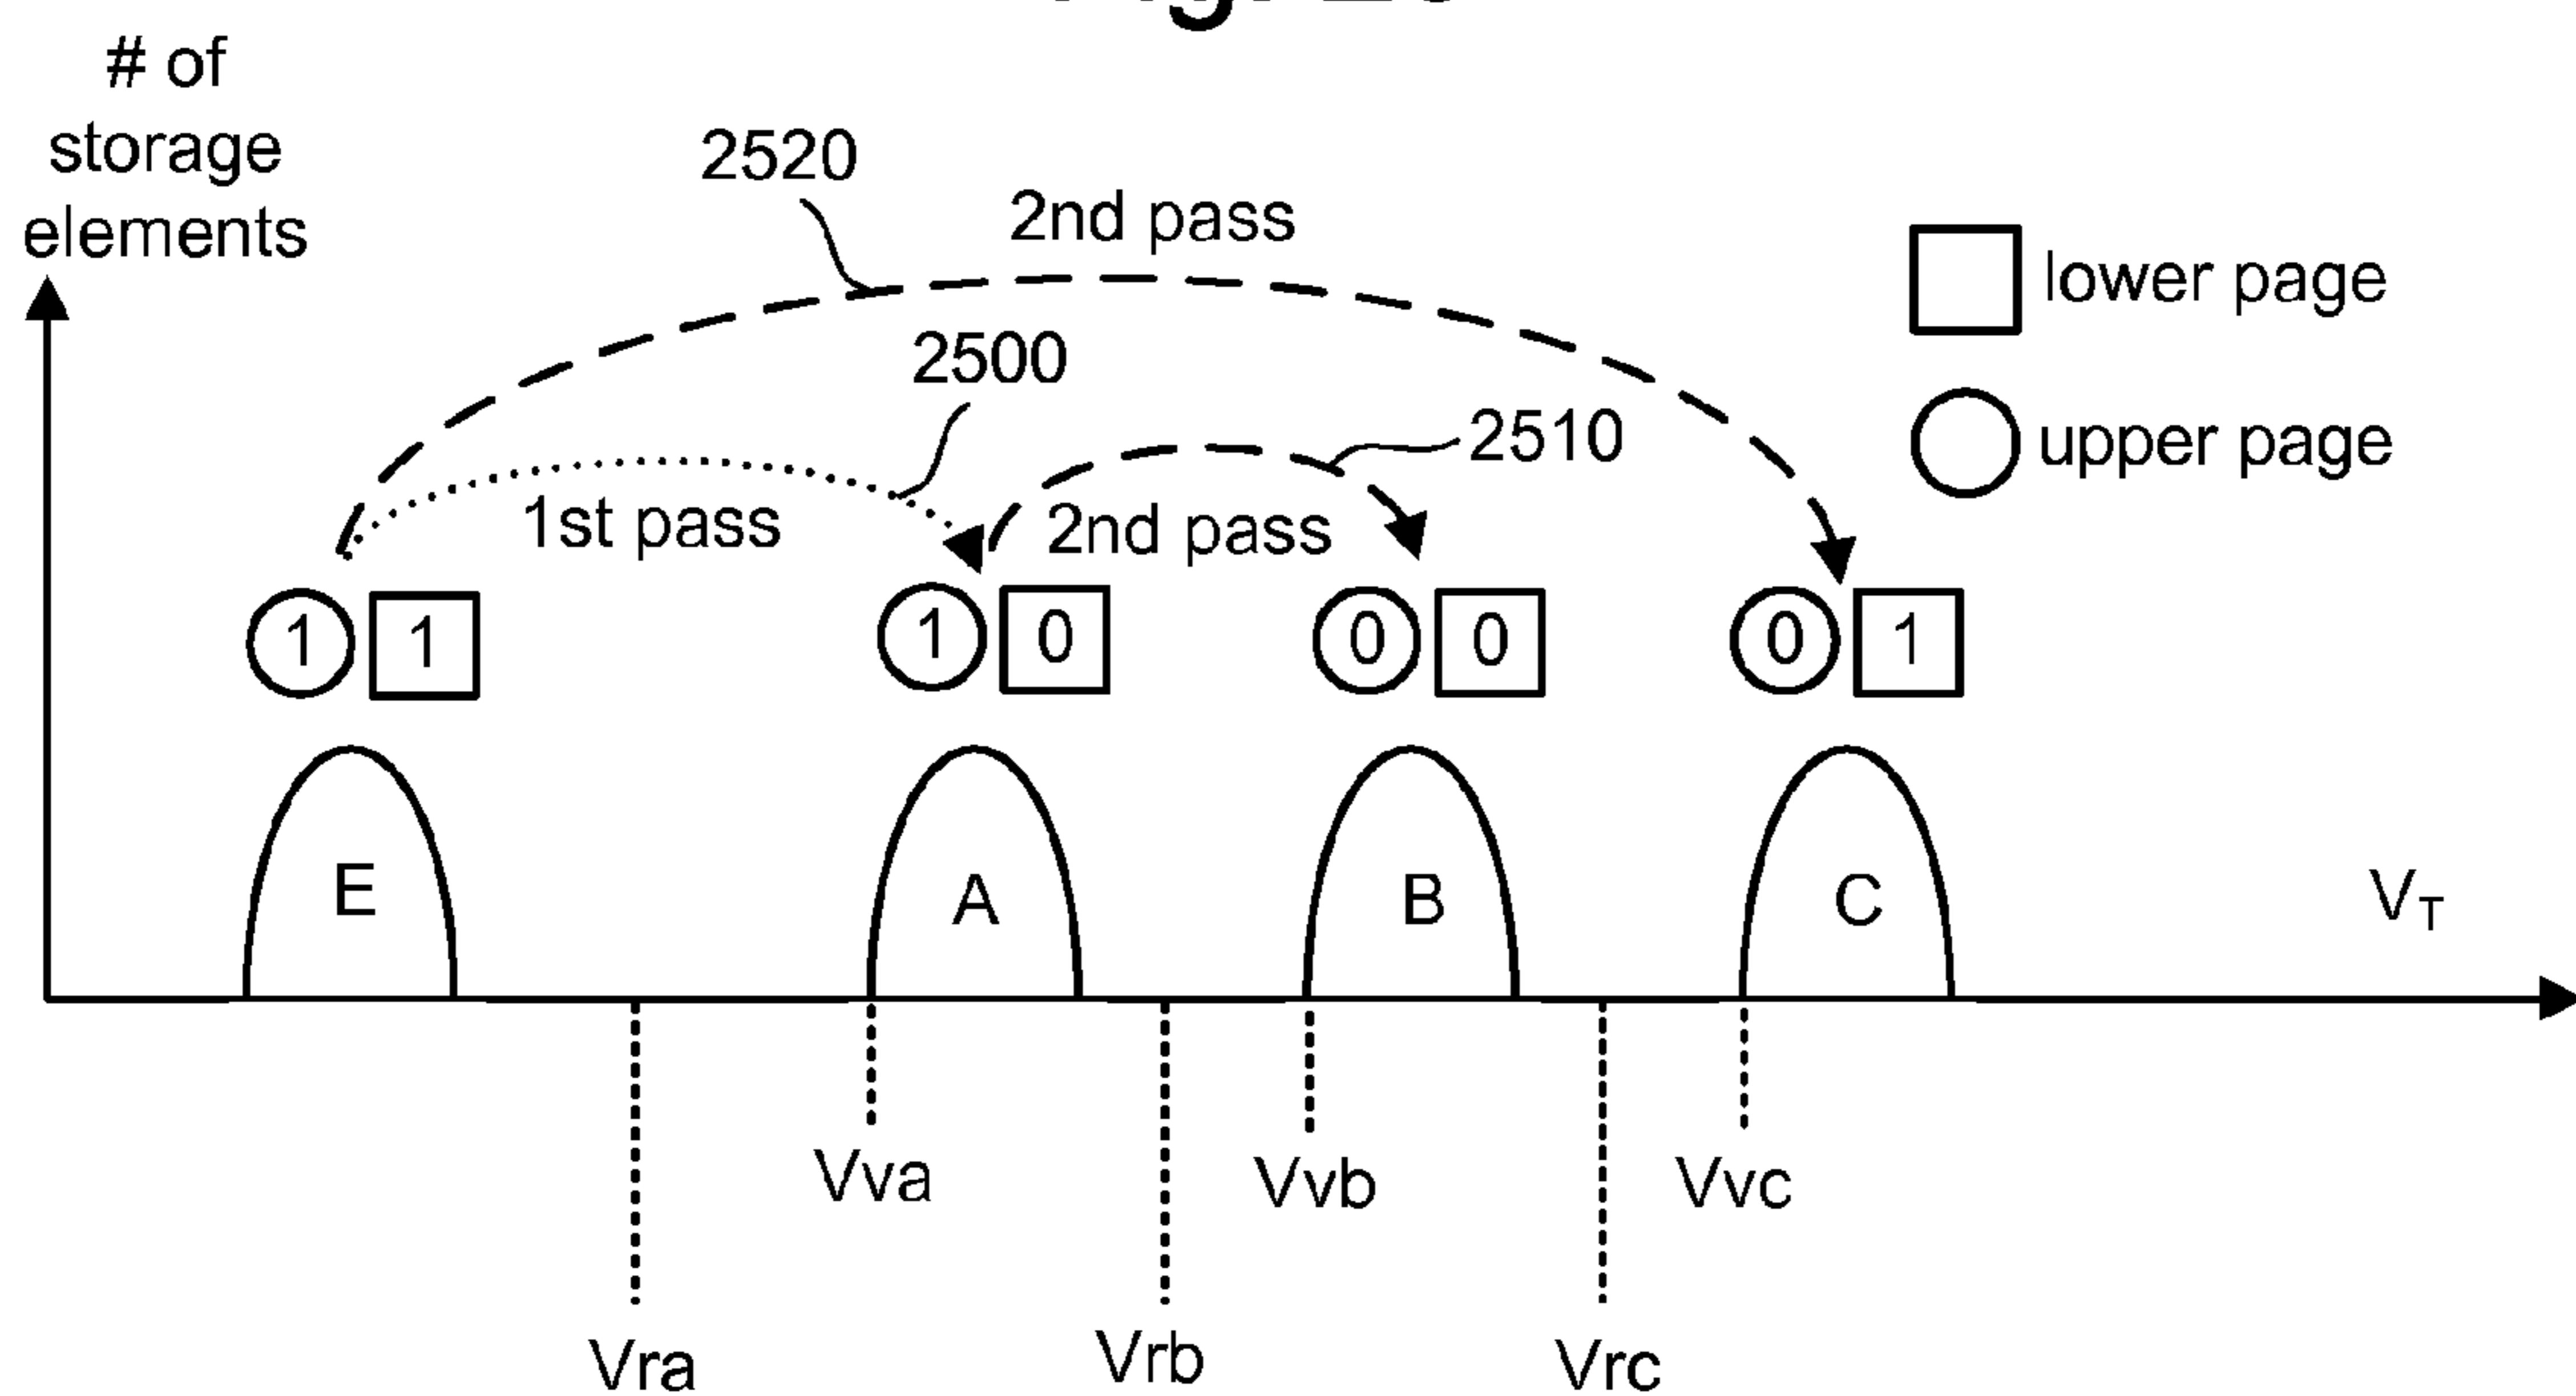 # of
storage
elements
2520
2nd pass
lower page
2500
2510
upper page
1st pass
2nd pass
1 1
1 0
0 0
0 1
E
A
B
C
VT
Vva
Vvb
Vvc
Vra
Vrb
Vrc